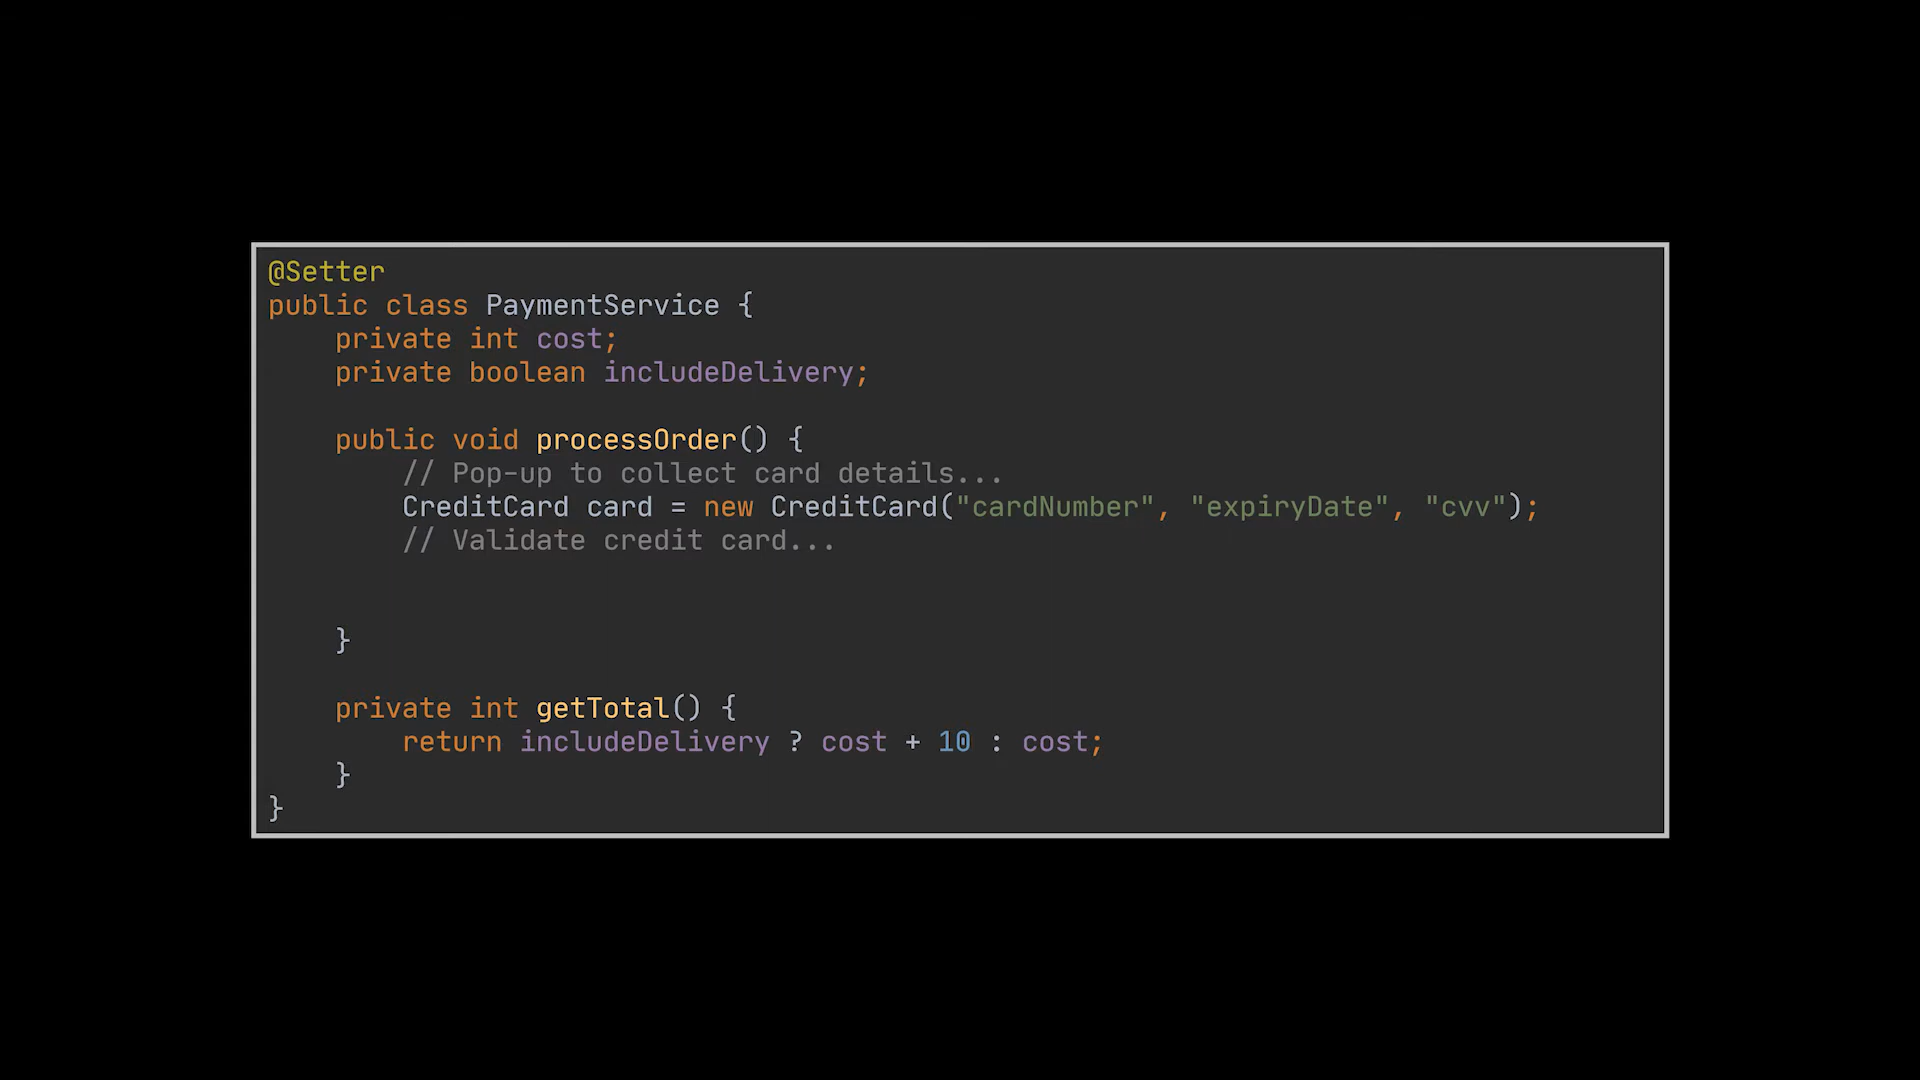 @Setter
public class PaymentService {
    private int cost;
    private boolean includeDelivery;
    public void processOrder() {
        // Pop-up to collect card details...
        CreditCard card = new CreditCard("cardNumber", "expiryDate", "cvv");
        // Validate credit card...
    }
    private int getTotal() {
        return includeDelivery ? cost + 10 : cost;
    }
}